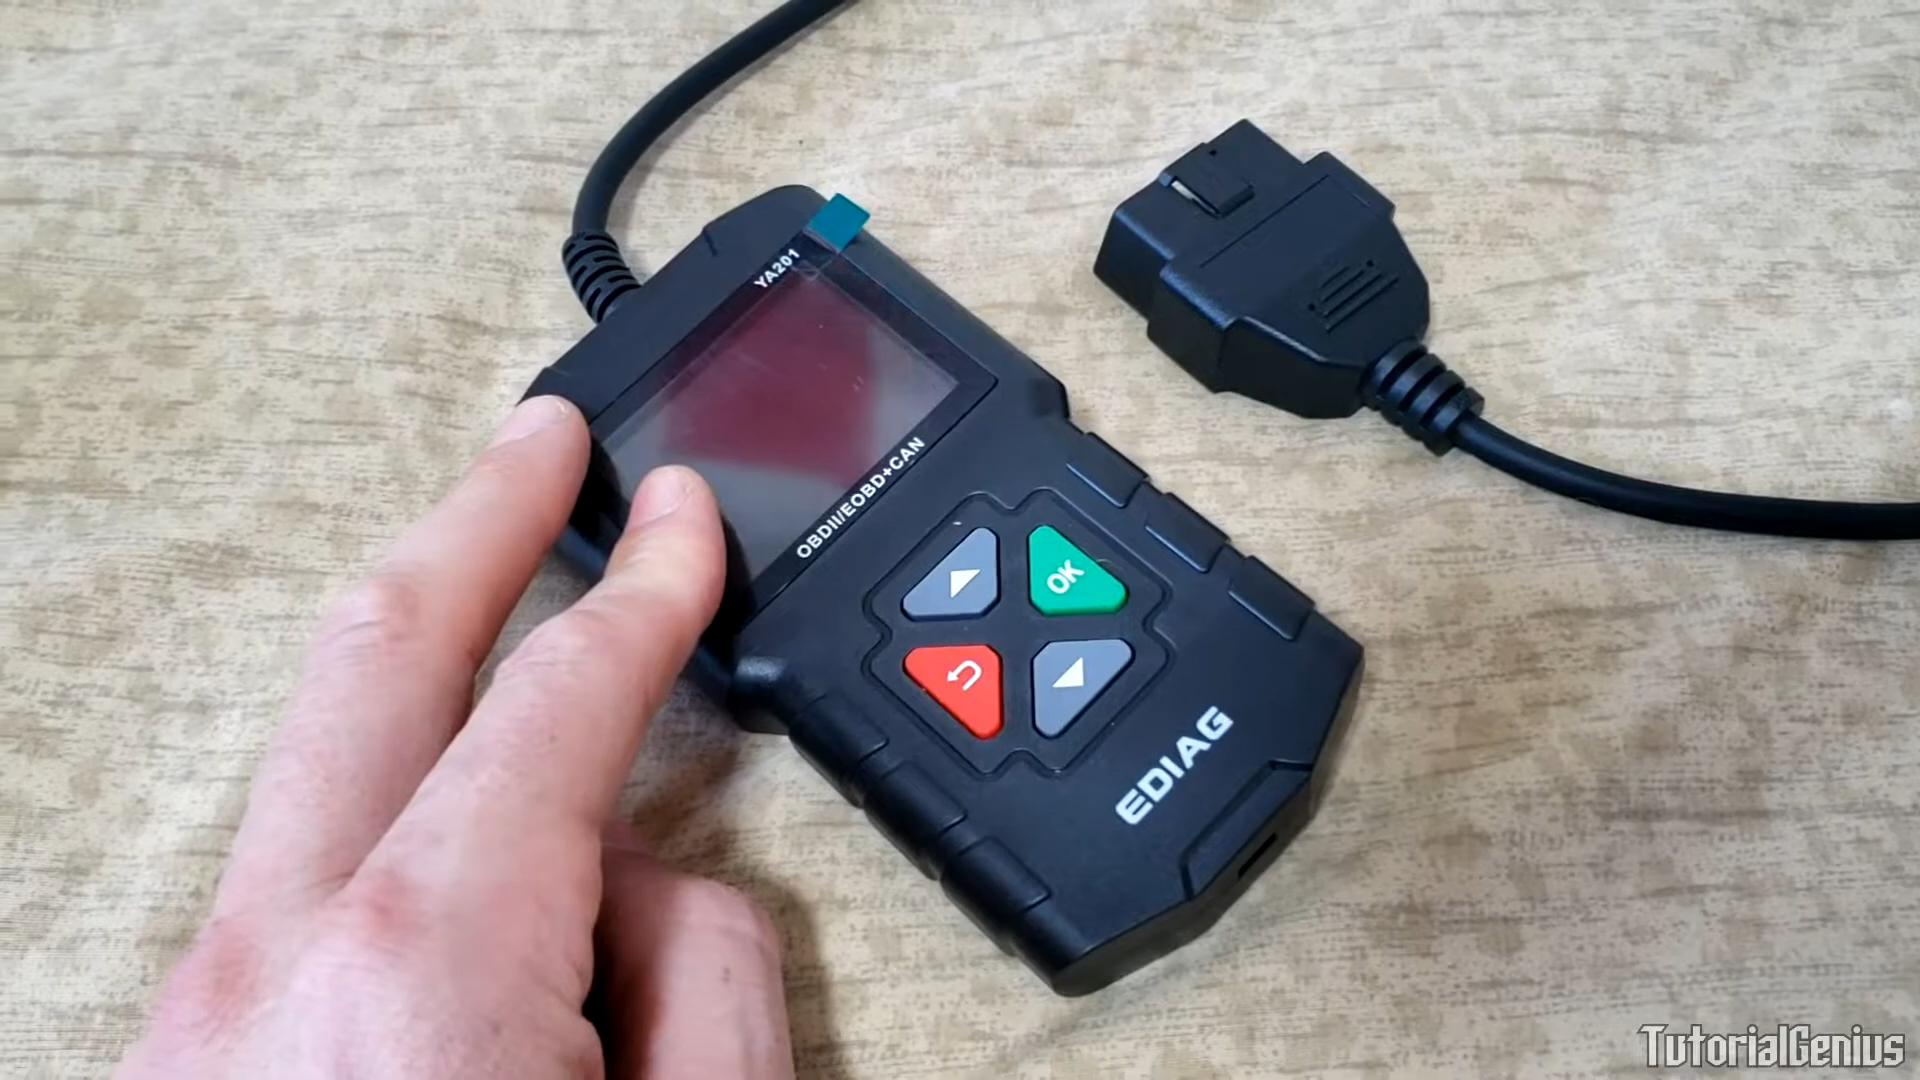 YA201
OBDII/EOBD+CAN
OK
EDIAG
TutorialGenius